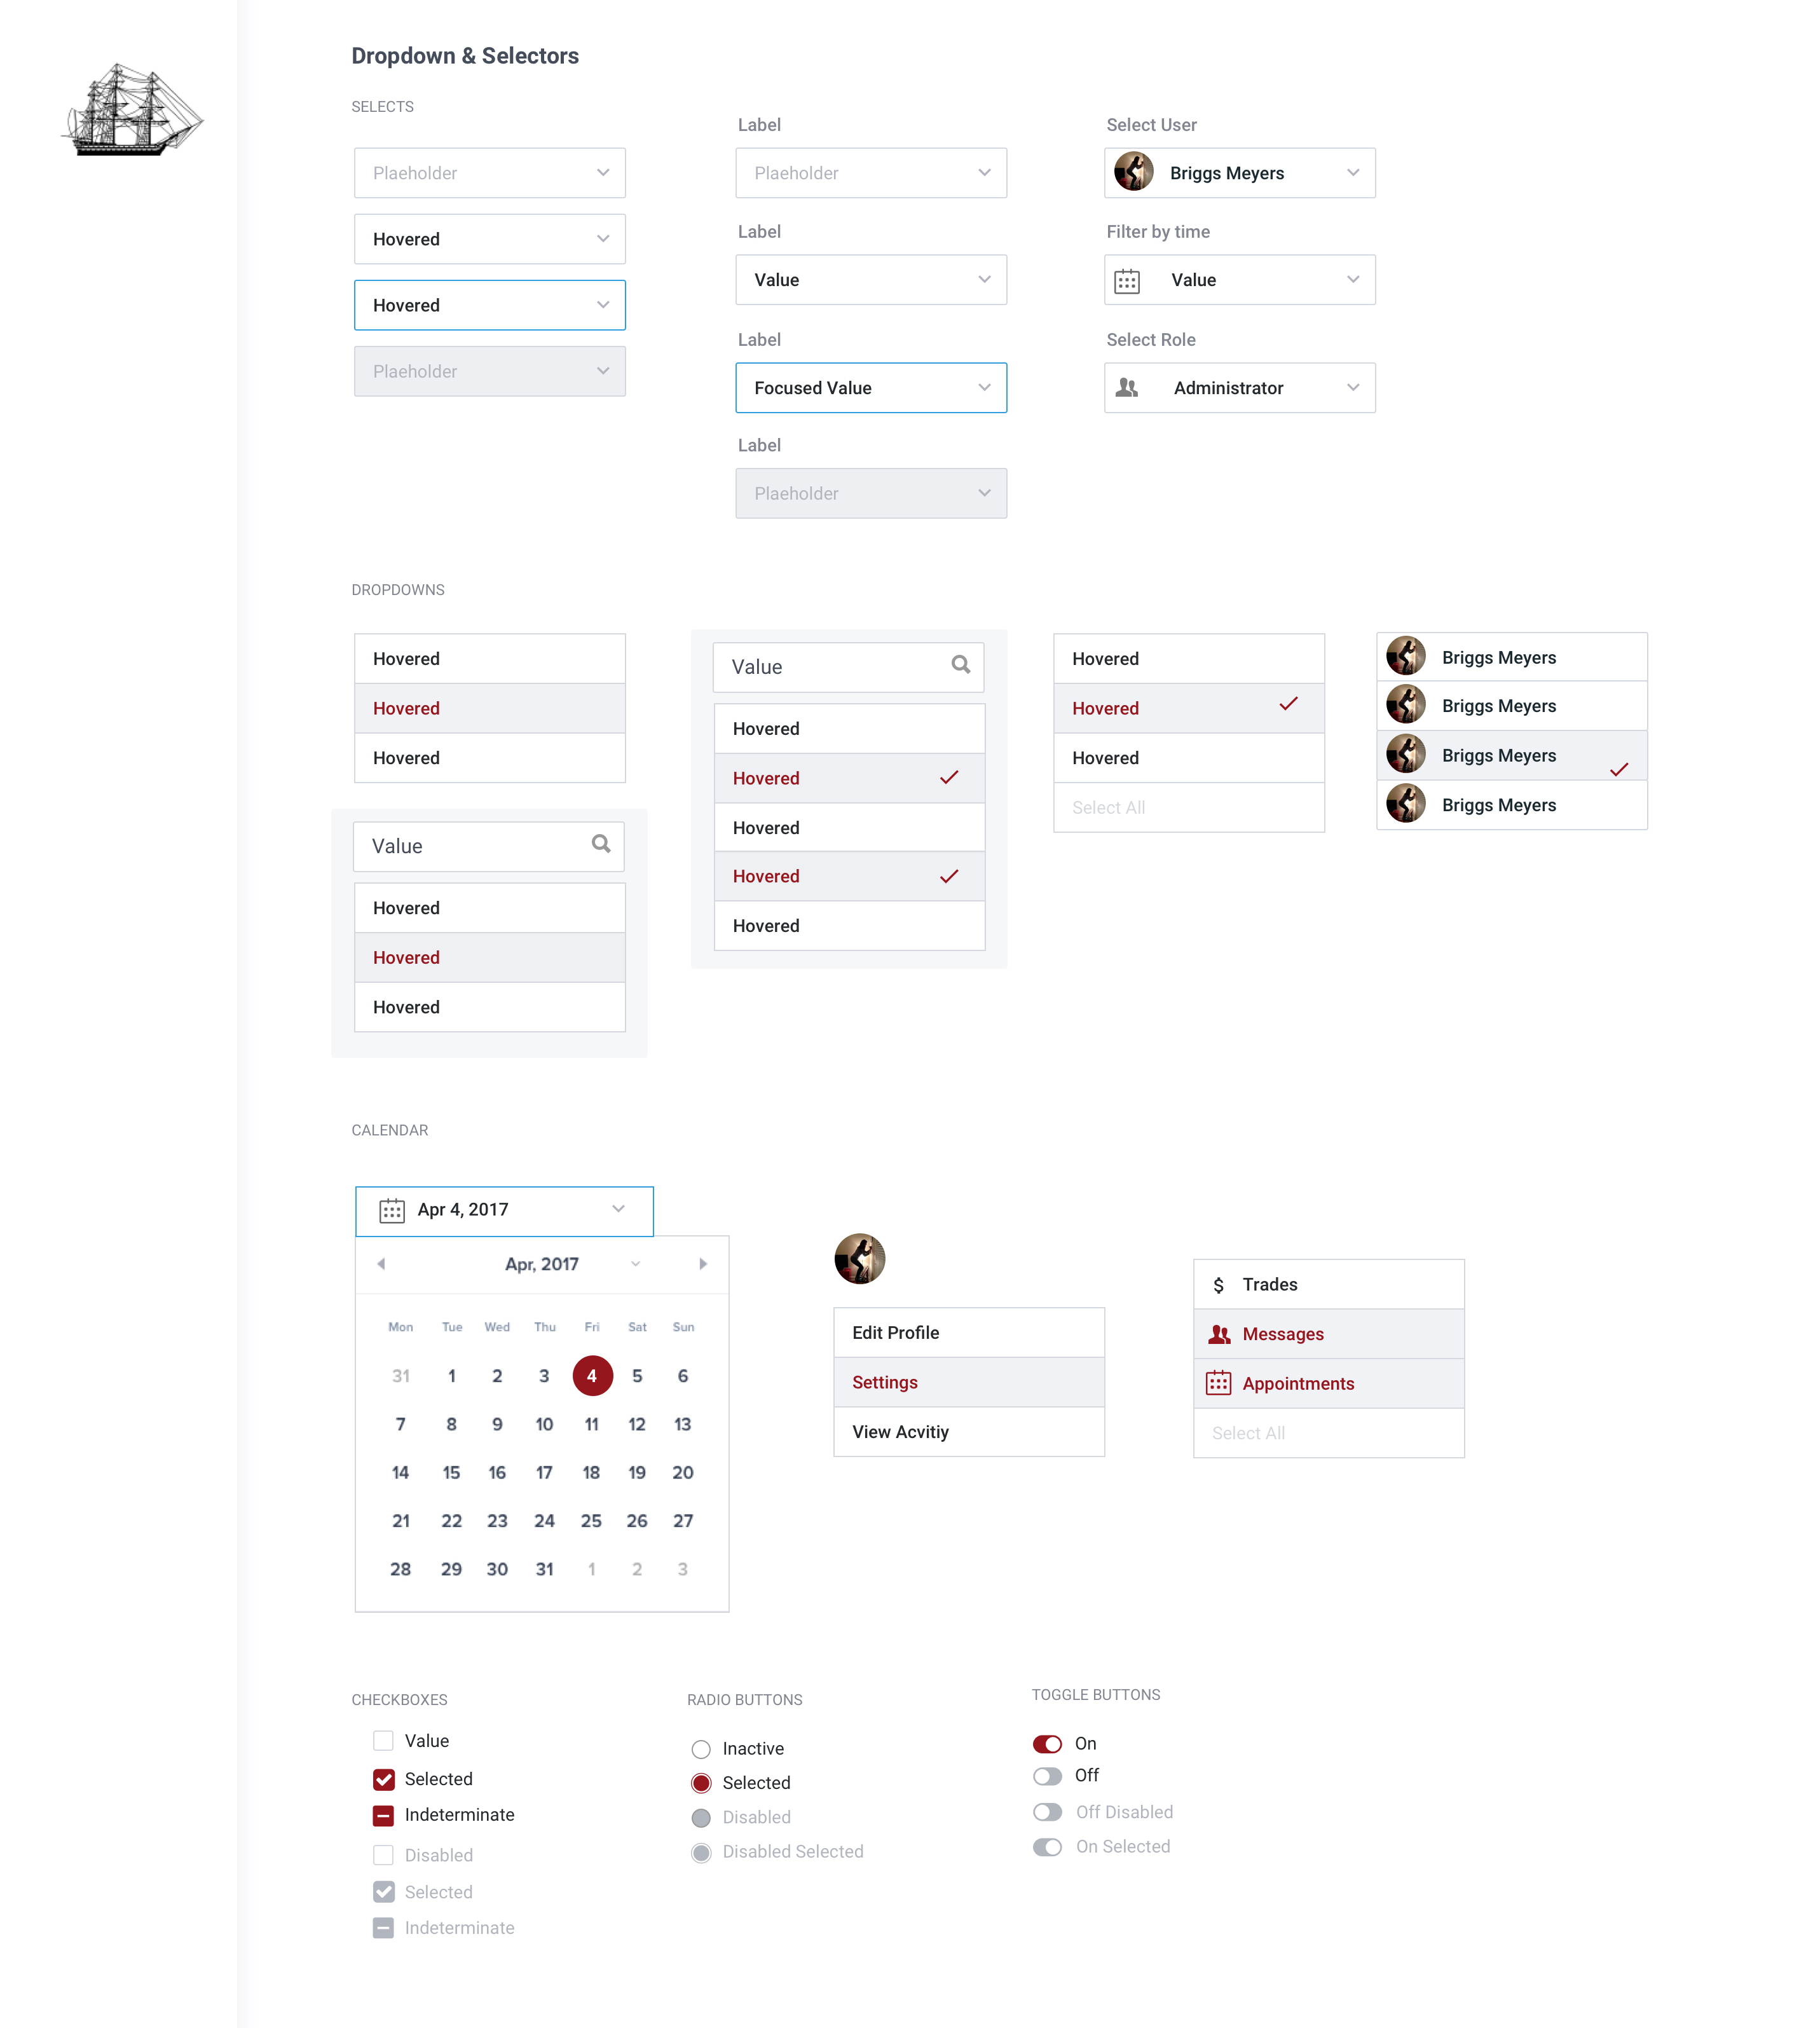 Dropdown & Selectors
SELECTS
Plaeholder
Hovered
Hovered
Plaeholder
Label
Plaeholder
Label
Value
Label
Focused Value
Label
Plaeholder
Select User
Briggs Meyers
Filter by time
Value
Select Role
Administrator
DROPDOWNS
Hovered
Hovered
Hovered
Value
Hovered
Hovered
Hovered
Value
Hovered
Hovered
Hovered
Hovered
Hovered
Hovered
Hovered
Hovered
Select All
Briggs Meyers
Briggs Meyers
Briggs Meyers
Briggs Meyers
CALENDAR
Apr 4, 2017
Apr, 2017
Mon Tue Wed Thu Fri Sat Sun
31 1 2 3 4 5 6
7 8 9 10 11 12 13
14 15 16 17 18 19 20
21 22 23 24 25 26 27
28 29 30 31 1 2 3
Edit Profile
Settings
View Acvitiy
$ Trades
Messages
Appointments
Select All
CHECKBOXES
Value
Selected
Indeterminate
Disabled
Selected
Indeterminate
RADIO BUTTONS
Inactive
Selected
Disabled
Disabled Selected
TOGGLE BUTTONS
On
Off
Off Disabled
On Selected